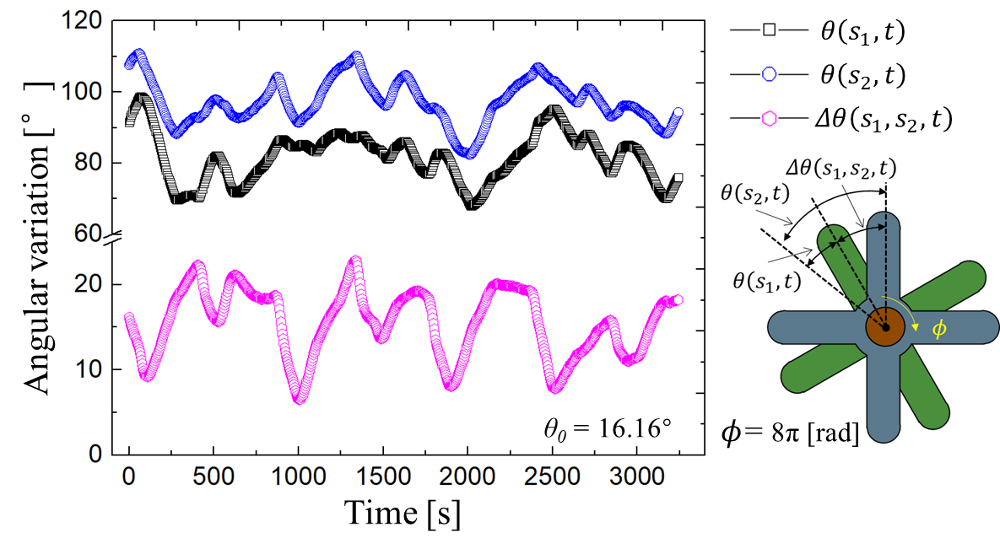 Angular variation [°]
120
100
80
60
20
10
0
0 500 1000 1500 2000 2500 3000
Time [s]
θ₀ = 16.16°
θ(s₁,t)
θ(s₂,t)
Δθ(s₁,s₂,t)
Δθ(s₁,s₂,t)
θ(s₂,t)
θ(s₁,t)
ϕ
ϕ = 8π [rad]